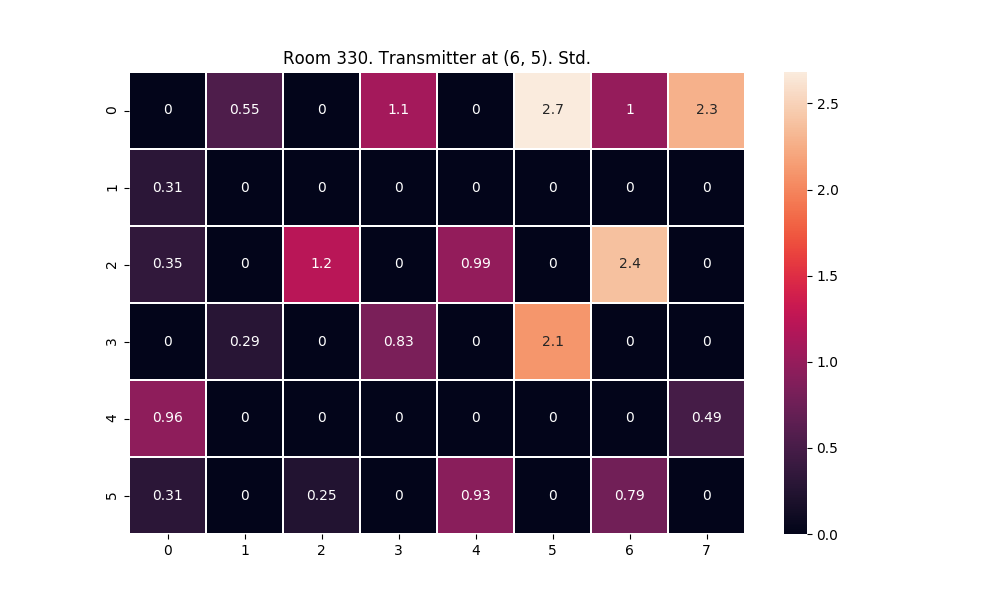 Room 330. Transmitter at (6, 5). Std.
0 0 0.55 0 1.1 0 2.7 1 2.3
1 0.31 0 0 0 0 0 0 0
2 0.35 0 1.2 0 0.99 0 2.4 0
3 0 0.29 0 0.83 0 2.1 0 0
4 0.96 0 0 0 0 0 0 0.49
5 0.31 0 0.25 0 0.93 0 0.79 0
0 1 2 3 4 5 6 7
2.5
2.0
1.5
1.0
0.5
0.0